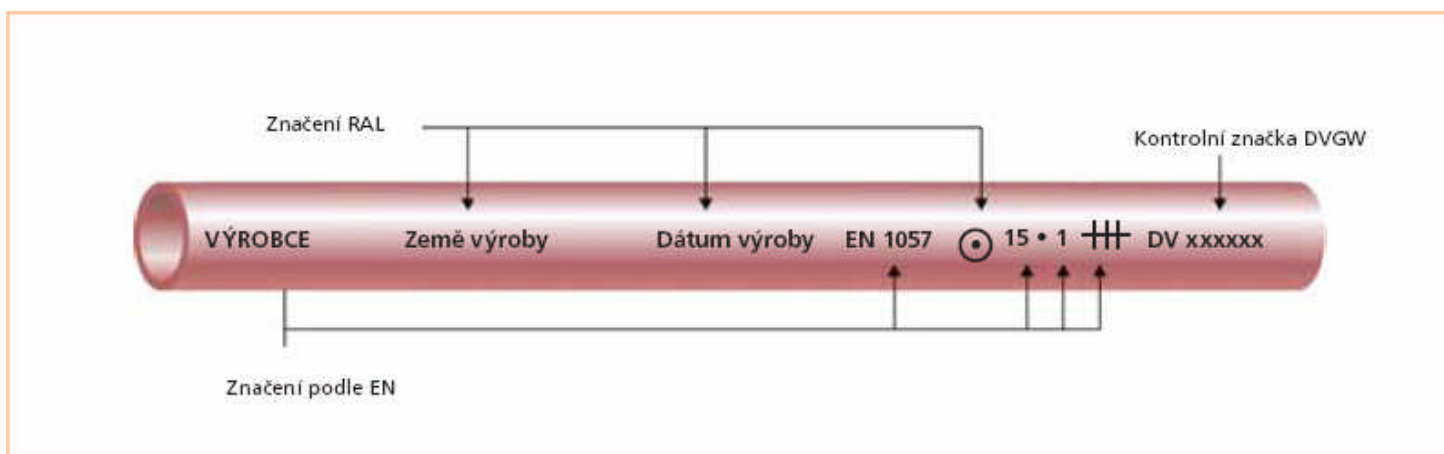 Značení RAL
Kontrolní značka DVGW
VÝROBCE Země výroby Dátum výroby EN 1057 15 • 1 DV xxxxxx
Značení podle EN